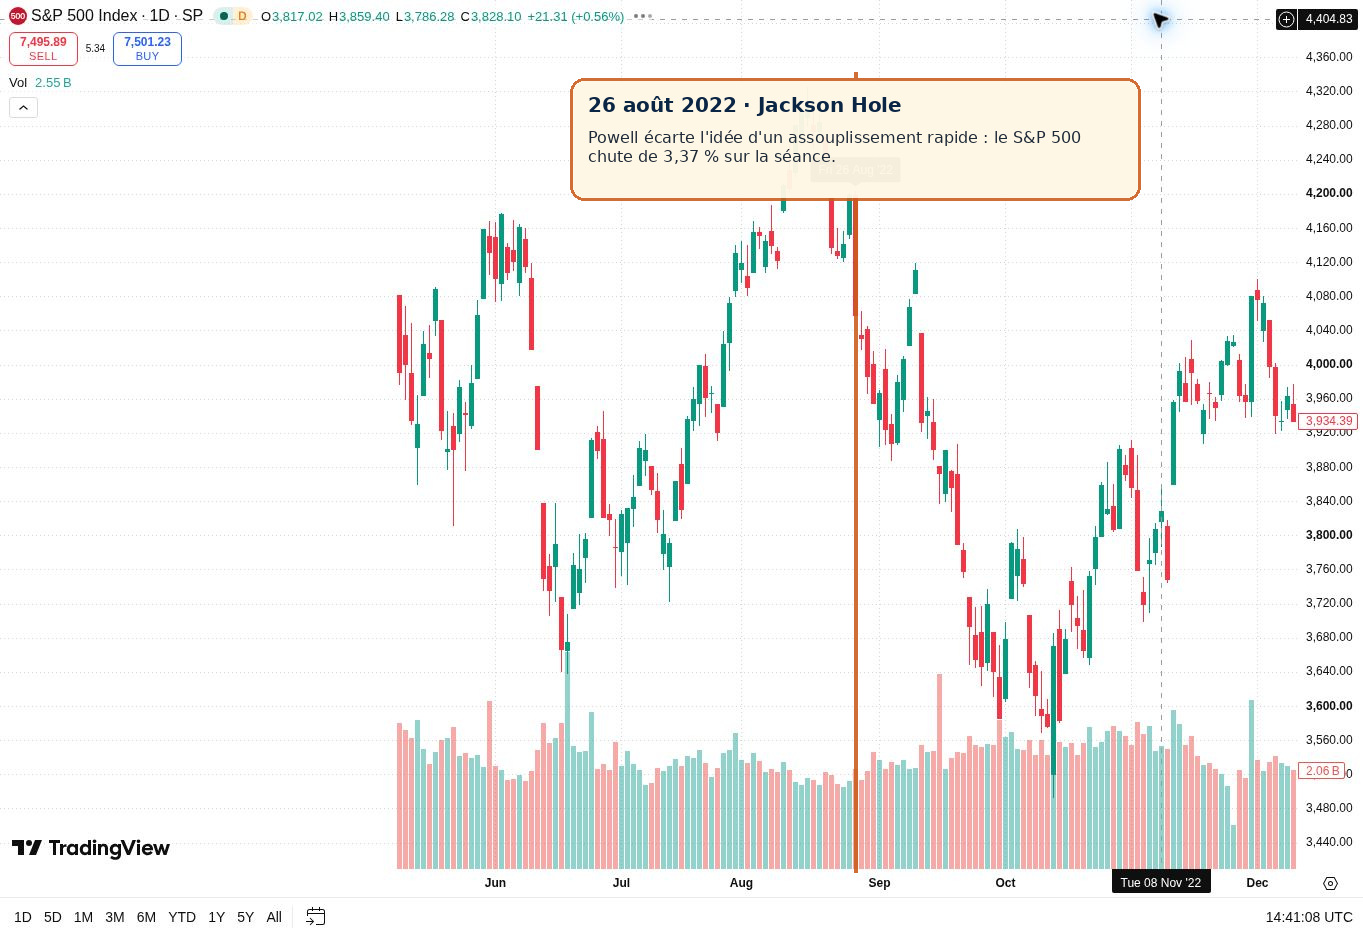 500 S&P 500 Index · 1D · SP D O3,817.02 H3,859.40 L3,786.28 C3,828.10 +21.31 (+0.56%)
4,404.83
7,495.89
SELL
5.34
7,501.23
BUY
Vol 2.55 B
26 août 2022 · Jackson Hole
Powell écarte l'idée d'un assouplissement rapide : le S&P 500
chute de 3,37 % sur la séance.
4,360.00
4,320.00
4,280.00
4,240.00
4,200.00
4,160.00
4,120.00
4,080.00
4,040.00
4,000.00
3,960.00
3,934.39
3,920.00
3,880.00
3,840.00
3,800.00
3,760.00
3,720.00
3,680.00
3,640.00
3,600.00
3,560.00
2.06 B
3,480.00
3,440.00
TradingView
Jun Jul Aug Sep Oct Tue 08 Nov '22 Dec
1D 5D 1M 3M 6M YTD 1Y 5Y All
14:41:08 UTC